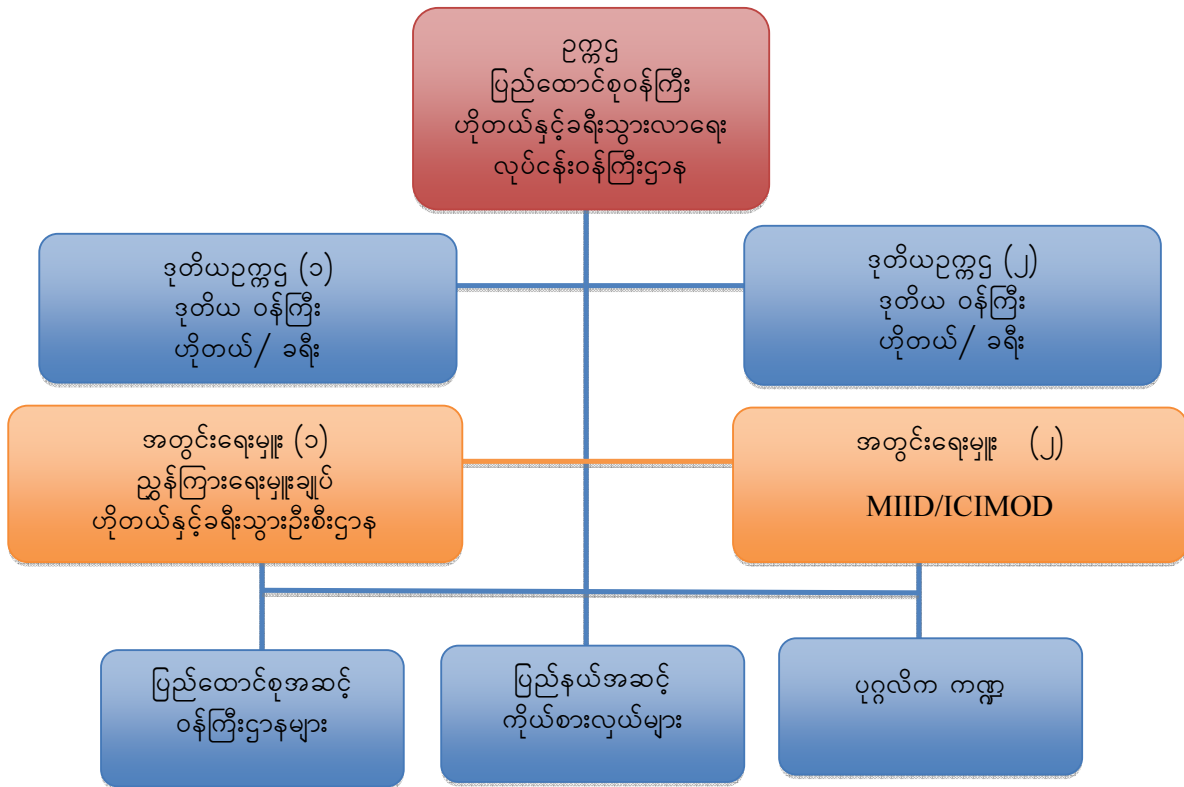 ဥက္ကဌ
ပြည်ထောင်စုဝန်ကြီး
ဟိုတယ်နှင့်ခရီးသွားလာရေး
လုပ်ငန်းဝန်ကြီးဌာန
ဒုတိယဥက္ကဌ (၁)
ဒုတိယ ဝန်ကြီး
ဟိုတယ်/ ခရီး
ဒုတိယဥက္ကဌ (၂)
ဒုတိယ ဝန်ကြီး
ဟိုတယ်/ ခရီး
အတွင်းရေးမှူး (၁)
ညွှန်ကြားရေးမှူးချုပ်
ဟိုတယ်နှင့်ခရီးသွားဦးစီးဌာန
အတွင်းရေးမှူး (၂)
MIID/ICIMOD
ပြည်ထောင်စုအဆင့်
ဝန်ကြီးဌာနများ
ပြည်နယ်အဆင့်
ကိုယ်စားလှယ်များ
ပုဂ္ဂလိက ကဏ္ဍ